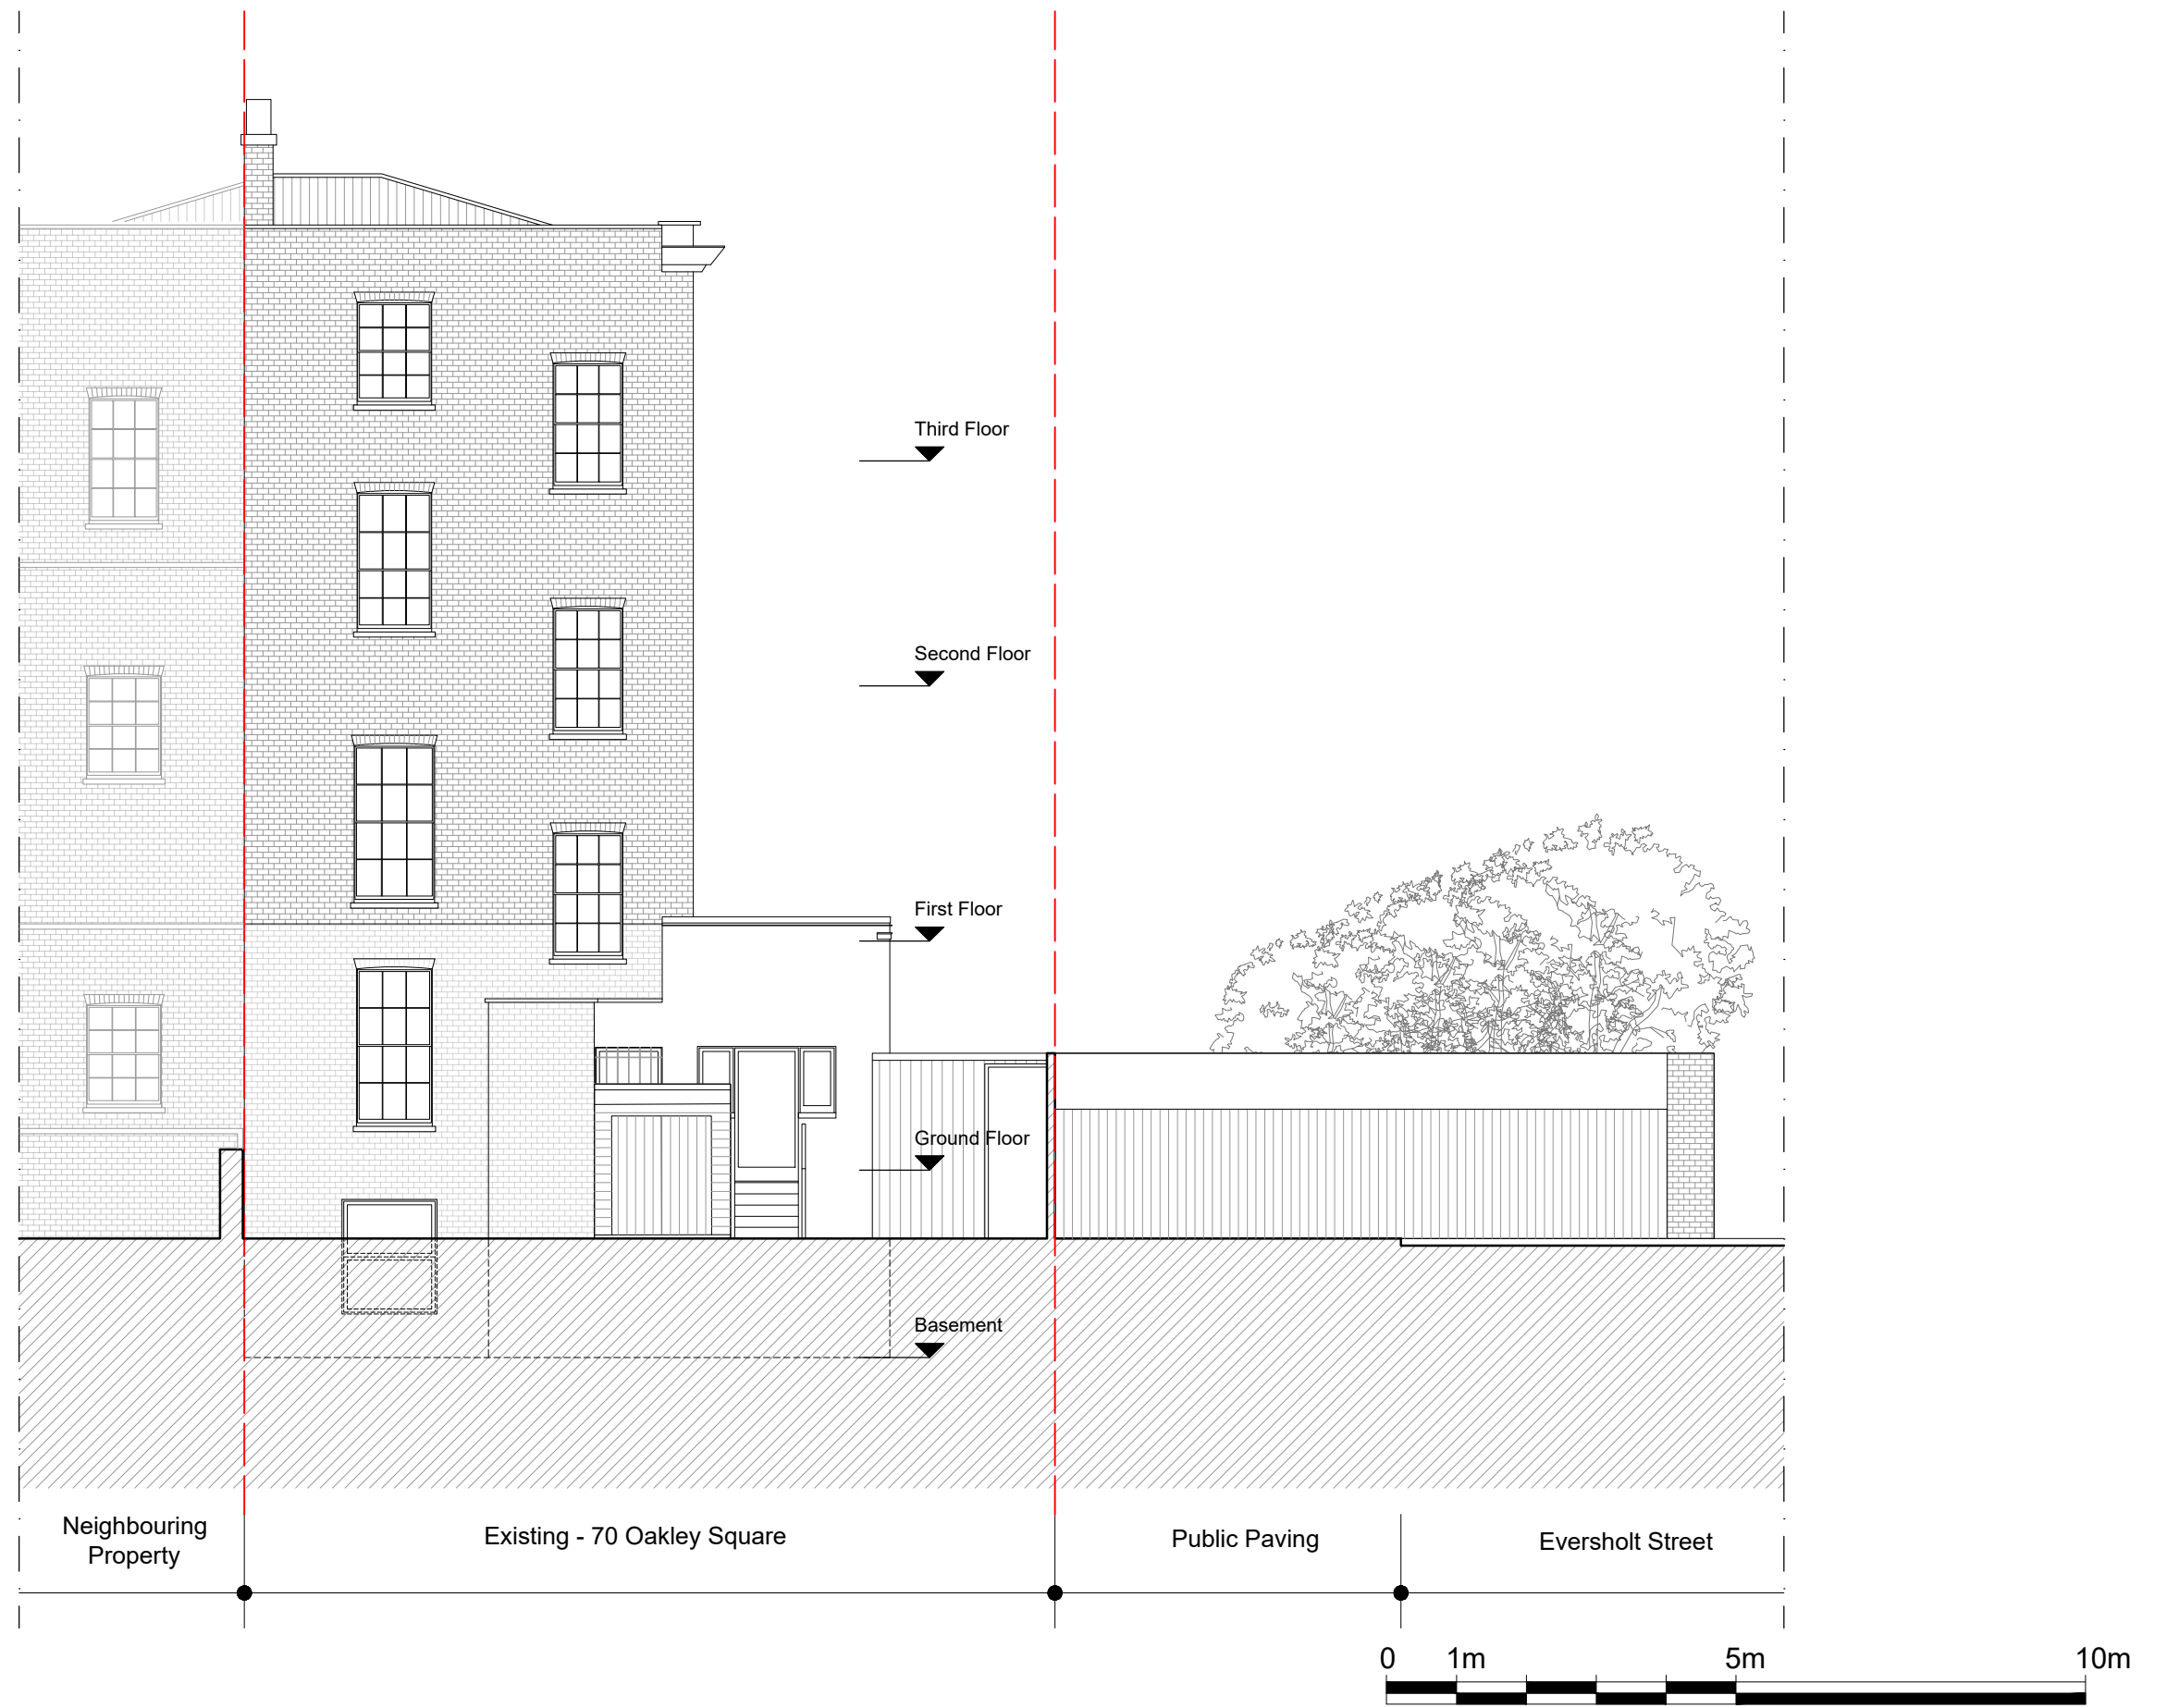 Third Floor
Second Floor
First Floor
Ground Floor
Basement
Neighbouring
Property
Existing - 70 Oakley Square
Public Paving
Eversholt Street
0 1m 5m 10m